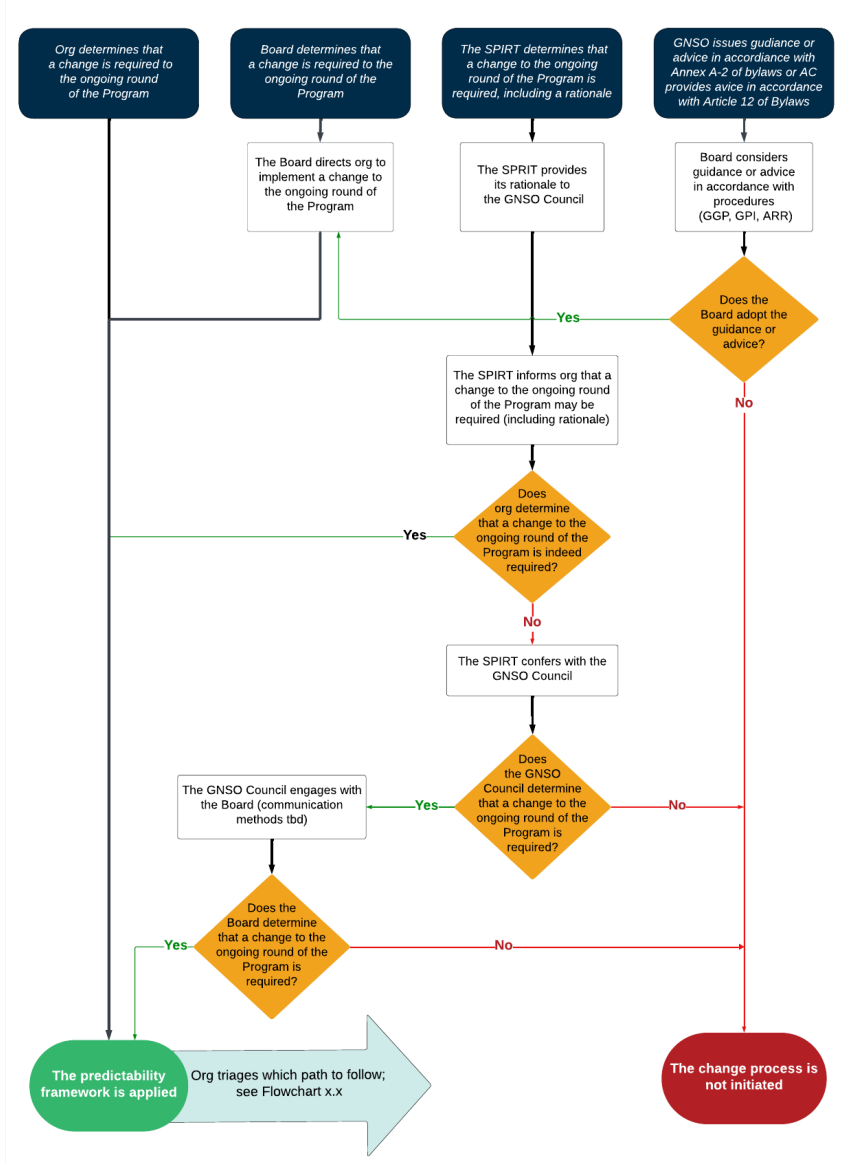 Org determines that
a change is required to
the ongoing round
of the Program
Board determines that
a change is required to the
ongoing round of the
Program
The SPIRT determines that
a change to the ongoing
round of the Program is
required, including a rationale
GNSO issues gudiance or
advice in accordance with
Annex A-2 of bylaws or AC
provides avice in accordance
with Article 12 of Bylaws
The Board directs org to
implement a change to
the ongoing round of
the Program
The SPRIT provides
its rationale to
the GNSO Council
Board considers
guidance or advice
in accordance with
procedures
(GGP, GPI, ARR)
Does the
Board adopt the
guidance or
advice?
Yes
No
The SPIRT informs org that a
change to the ongoing round
of the Program may be
required (including rationale)
Does
org determine
that a change to the
ongoing round of the
Program is indeed
required?
Yes
No
The SPIRT confers with the
GNSO Council
Does
the GNSO
Council determine
that a change to the
ongoing round of the
Program is
required?
Yes
No
The GNSO Council engages with
the Board (communication
methods tbd)
Does the
Board determine
that a change to the
ongoing round of the
Program is
required?
Yes
No
The predictability
framework is applied
Org triages which path to follow;
see Flowchart x.x
The change process is
not initiated